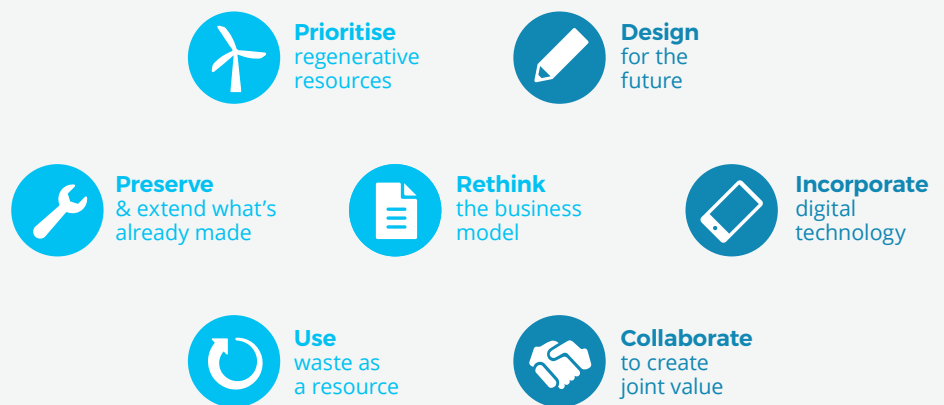 Prioritise
regenerative
resources
Design
for the
future
Preserve
& extend what's
already made
Rethink
the business
model
Incorporate
digital
technology
Use
waste as
a resource
Collaborate
to create
joint value